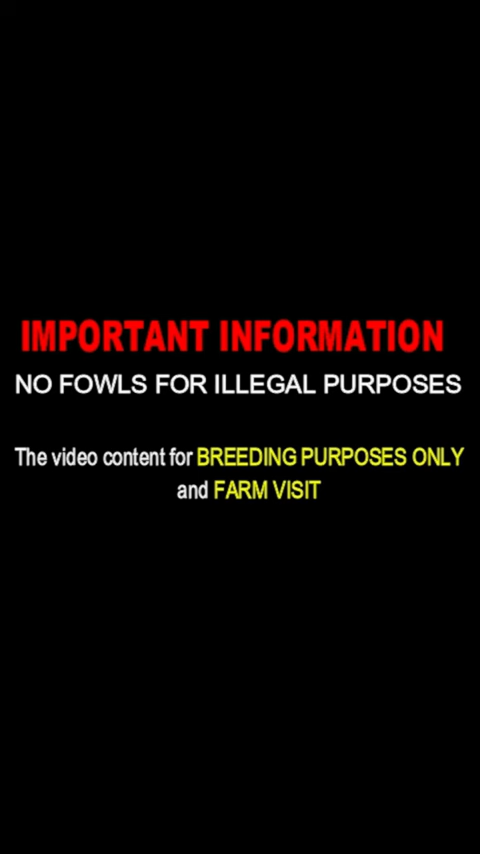 IMPORTANT INFORMATION
NO FOWLS FOR ILLEGAL PURPOSES
The video content for BREEDING PURPOSES ONLY
and FARM VISIT